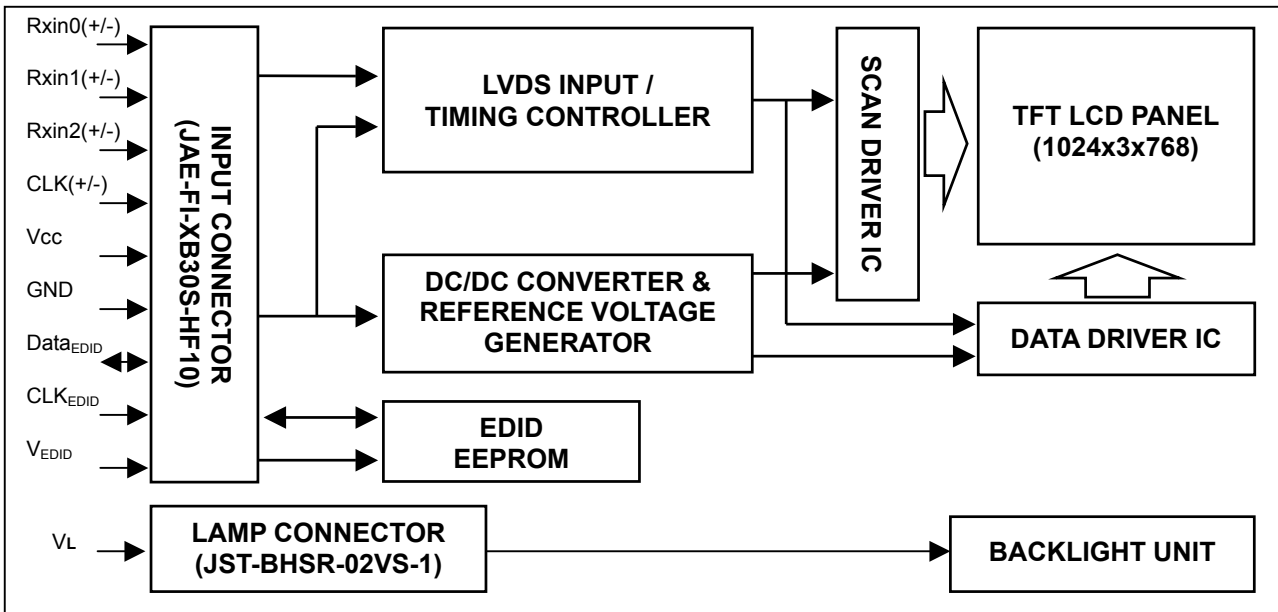 Rxin0(+/-)
Rxin1(+/-)
Rxin2(+/-)
CLK(+/-)
Vcc
GND
DataEDID
CLKEDID
VEDID
INPUT CONNECTOR
(JAE-FI-XB30S-HF10)
LVDS INPUT /
TIMING CONTROLLER
DC/DC CONVERTER &
REFERENCE VOLTAGE
GENERATOR
EDID
EEPROM
SCAN DRIVER IC
TFT LCD PANEL
(1024x3x768)
DATA DRIVER IC
VL
LAMP CONNECTOR
(JST-BHSR-02VS-1)
BACKLIGHT UNIT